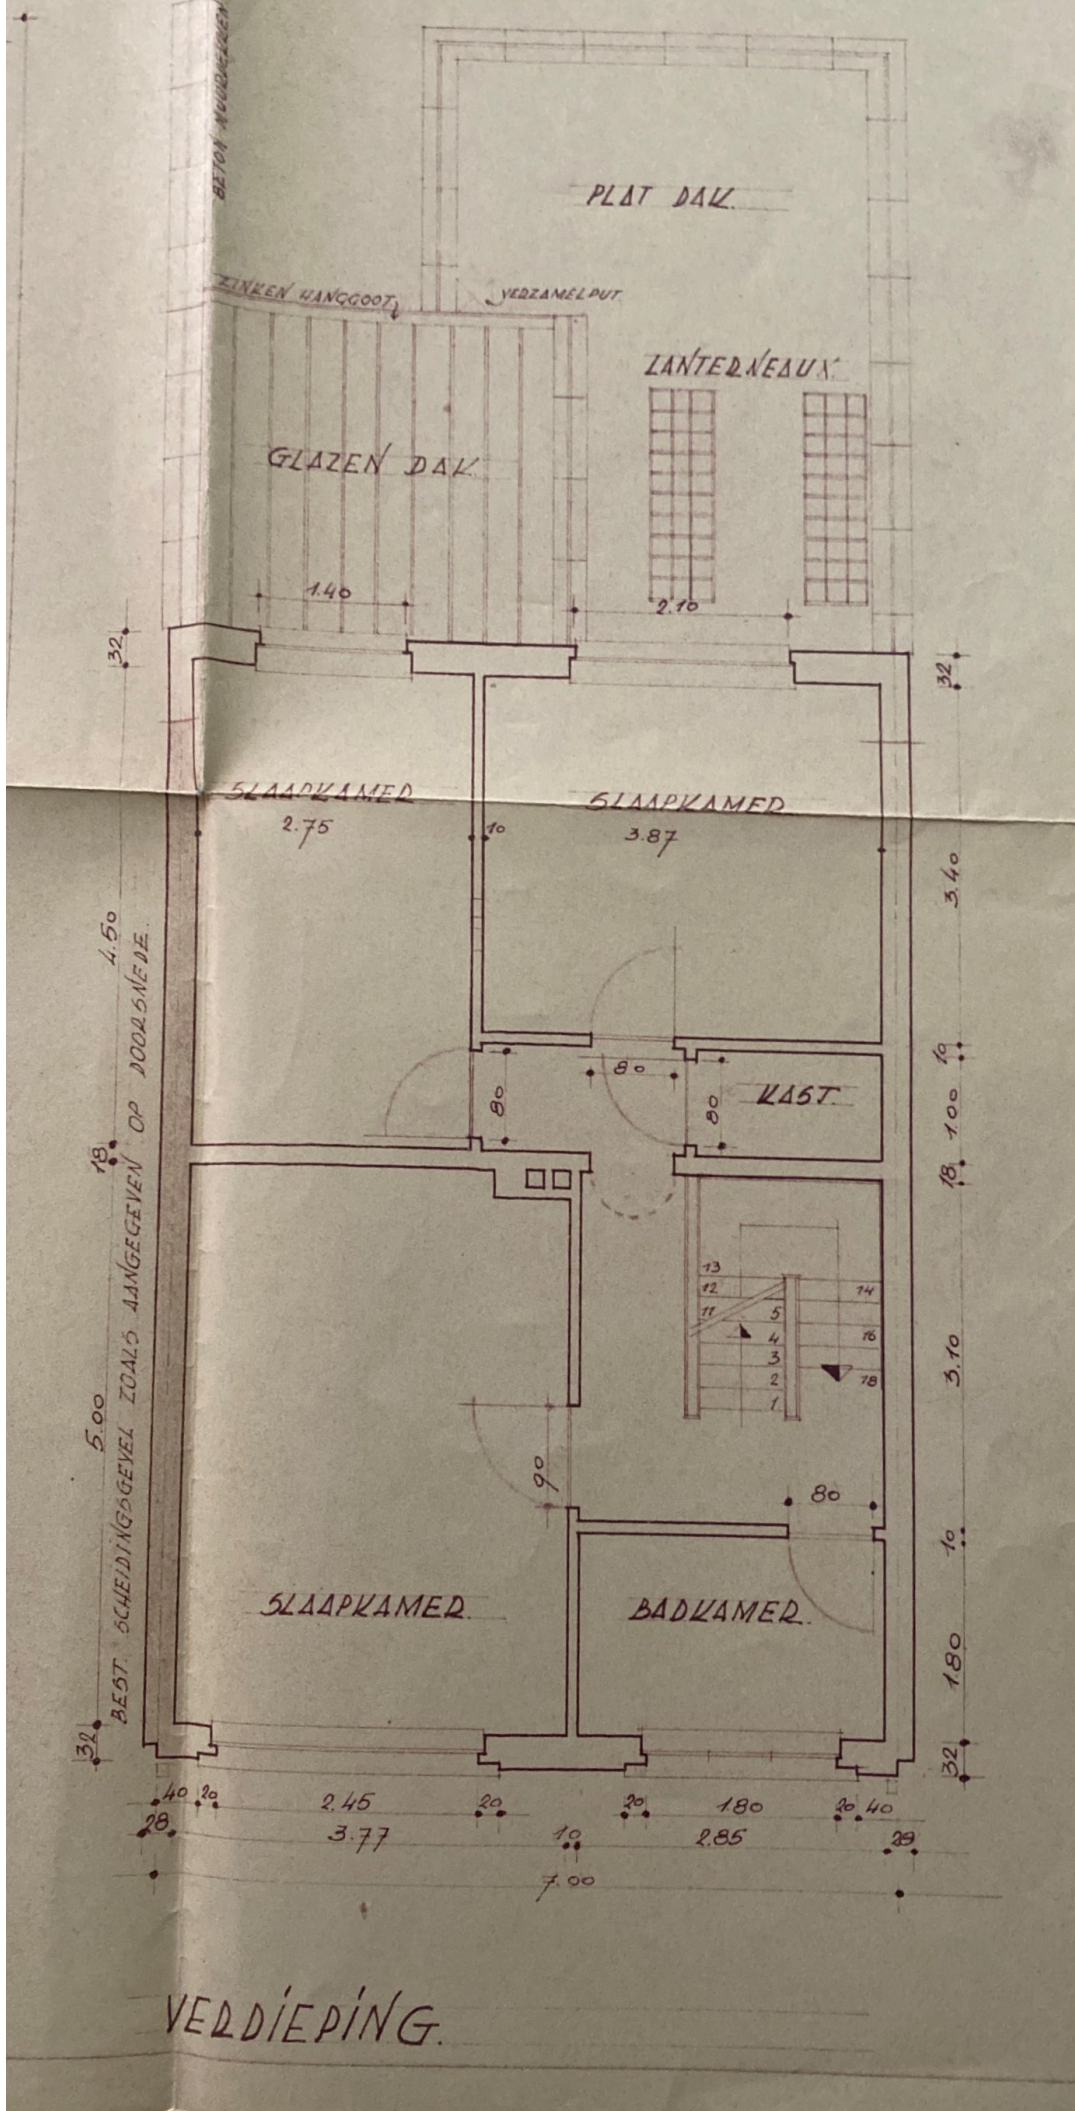 BETON MUURWELLEN
PLAT DAK.
ZINKEN HANGGOOT
VERZAMELPUT
LANTERNEAUX.
GLAZEN DAK
1.40
2.10
32
32
SLAAPKAMER
2.75
10
SLAAPKAMER
3.87
3.40
4.50
80
80
80
KAST.
10
1.00
18
18
BEST. SCHEIDINGSGEVEL ZOALS AANGEGEVEN OP DOORSNEDE.
13
12
11
5
4
3
2
1
14
16
18
3.10
5.00
90
80
10
SLAAPKAMER.
BADKAMER.
1.80
32
32
40 20 2.45 20 20 1.80 20 40
28 3.77 10 2.85 28
7.00
VERDIEPING.